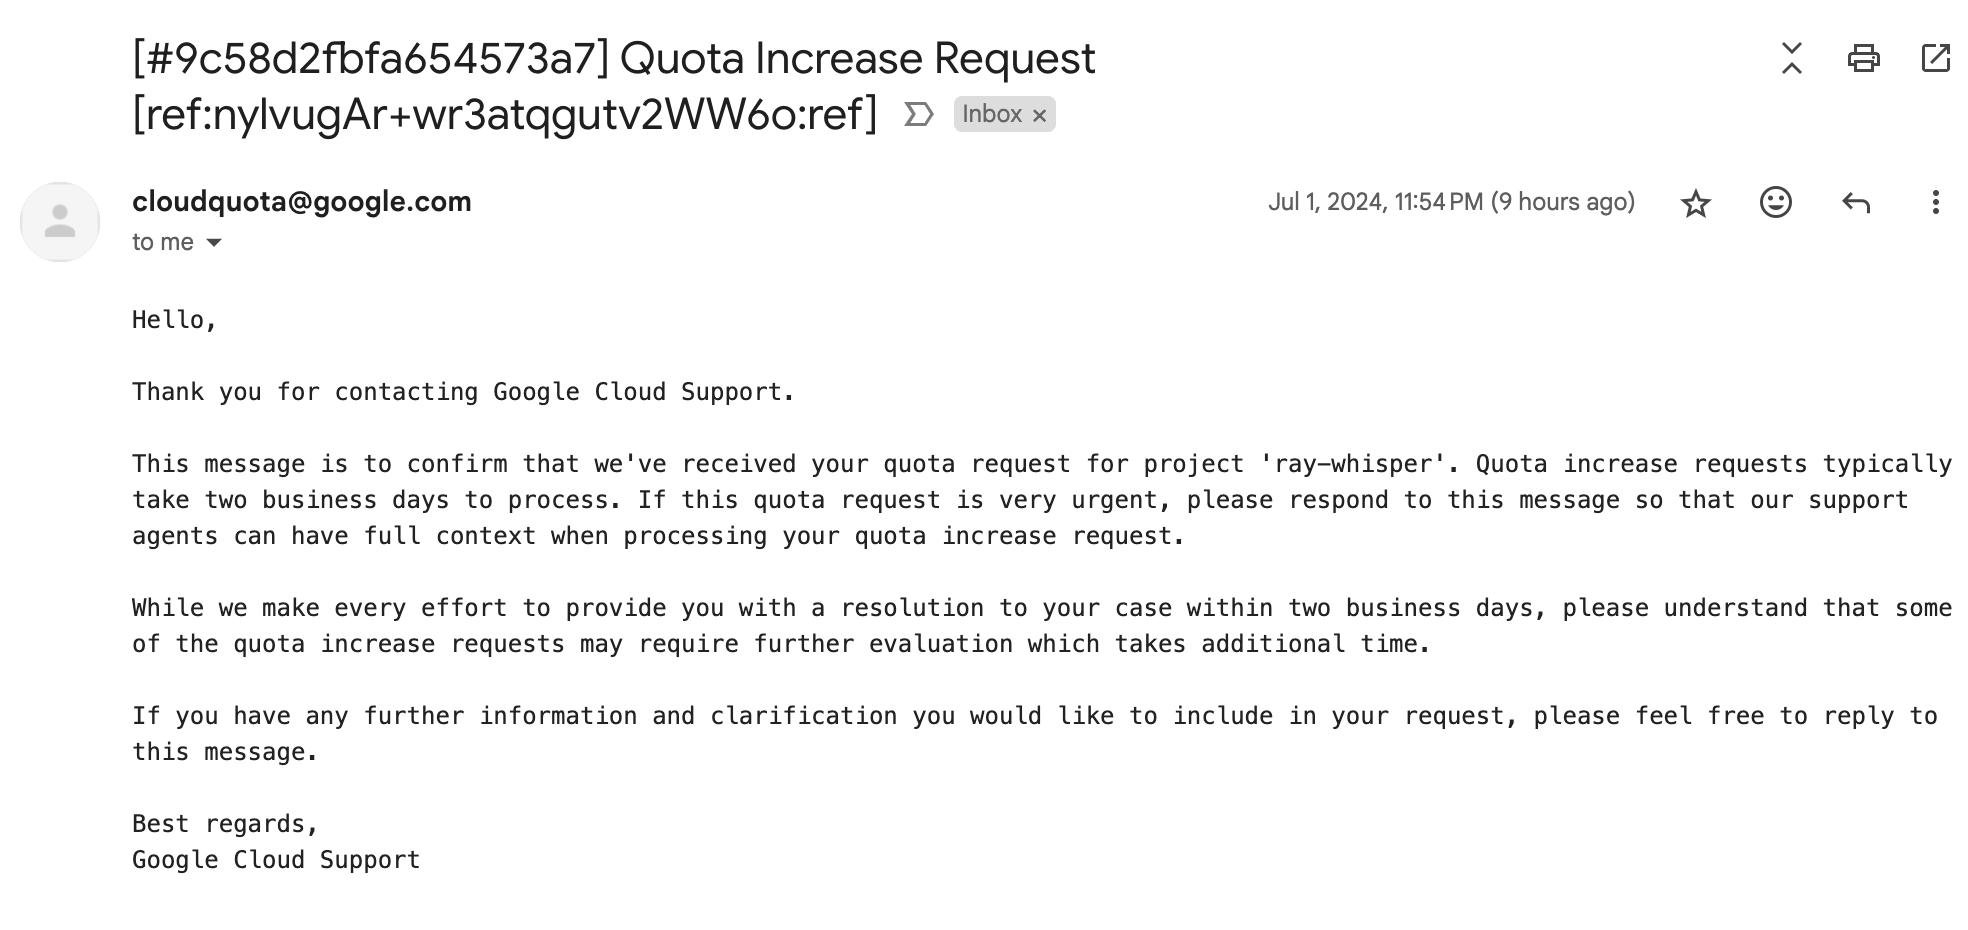 [#9c58d2fbfa654573a7] Quota Increase Request
[ref:nylvugAr+wr3atqgutv2WW6o:ref] Inbox ×
cloudquota@google.com
Jul 1, 2024, 11:54 PM (9 hours ago)
to me
Hello,
Thank you for contacting Google Cloud Support.
This message is to confirm that we've received your quota request for project 'ray-whisper'. Quota increase requests typically
take two business days to process. If this quota request is very urgent, please respond to this message so that our support
agents can have full context when processing your quota increase request.
While we make every effort to provide you with a resolution to your case within two business days, please understand that some
of the quota increase requests may require further evaluation which takes additional time.
If you have any further information and clarification you would like to include in your request, please feel free to reply to
this message.
Best regards,
Google Cloud Support